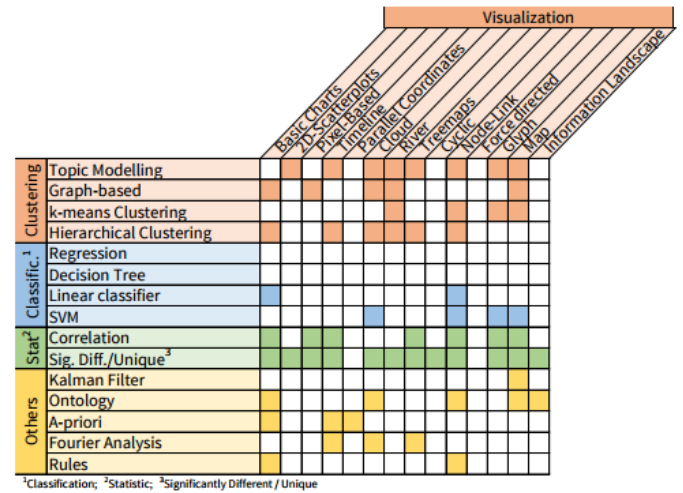 Visualization
Basic Charts
2D-Scatterplots
Pixel-Based
Timeline
Parallel Coordinates
Cloud
River
Treemaps
Cyclic
Node-Link
Force directed
Glyph
Map
Information Landscape
Clustering
Topic Modelling
Graph-based
k-means Clustering
Hierarchical Clustering
Classific.¹
Regression
Decision Tree
Linear classifier
SVM
Stat²
Correlation
Sig. Diff./Unique³
Others
Kalman Filter
Ontology
A-priori
Fourier Analysis
Rules
¹Classification; ²Statistic; ³Significantly Different / Unique